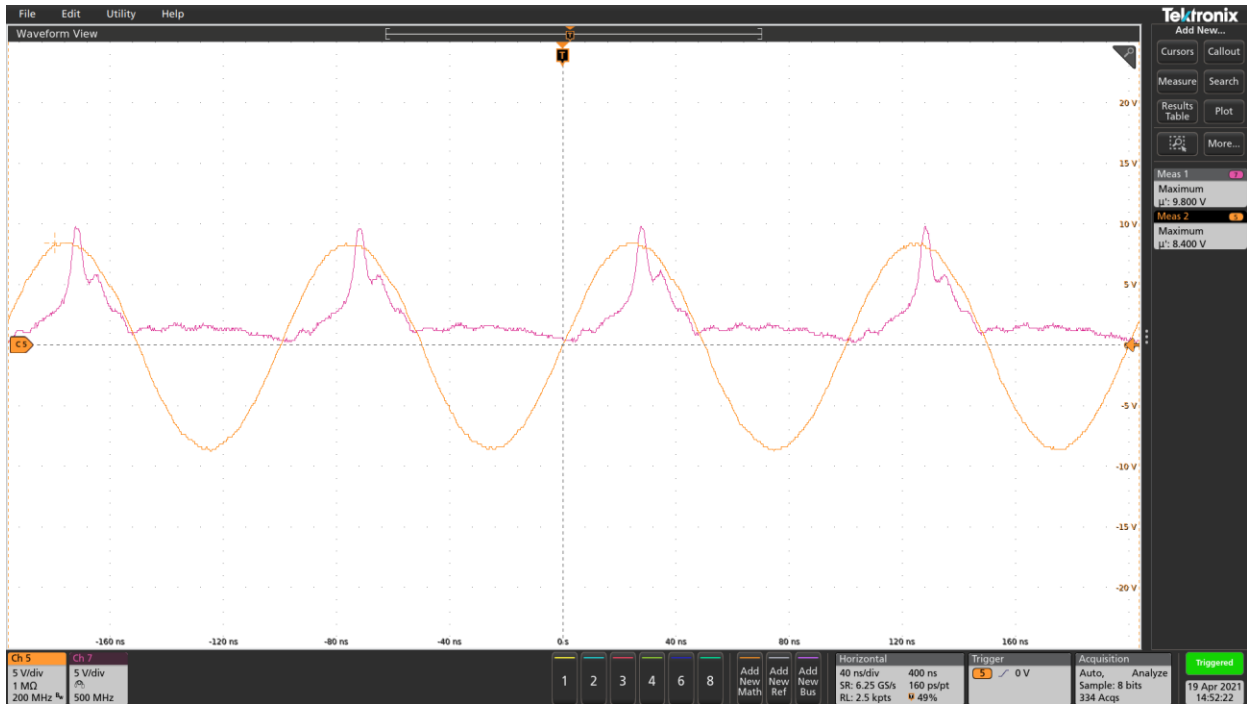 File Edit Utility Help
Tektronix
Waveform View
Add New...
T
T
Cursors Callout
Measure Search
Results Table Plot
More...
Meas 1 7
Maximum
µ': 9.800 V
Meas 2 5
Maximum
µ': 8.400 V
20 V
15 V
10 V
5 V
C 5
-5 V
-10 V
-15 V
-20 V
-160 ns -120 ns -80 ns -40 ns 0 s 40 ns 80 ns 120 ns 160 ns
Ch 5
5 V/div
1 MΩ
200 MHz
Ch 7
5 V/div
500 MHz
1 2 3 4 6 8
Add New Math
Add New Ref
Add New Bus
Horizontal
40 ns/div 400 ns
SR: 6.25 GS/s 160 ps/pt
RL: 2.5 kpts 49%
Trigger
5 0 V
Acquisition
Auto, Analyze
Sample: 8 bits
334 Acqs
Triggered
19 Apr 2021
14:52:22